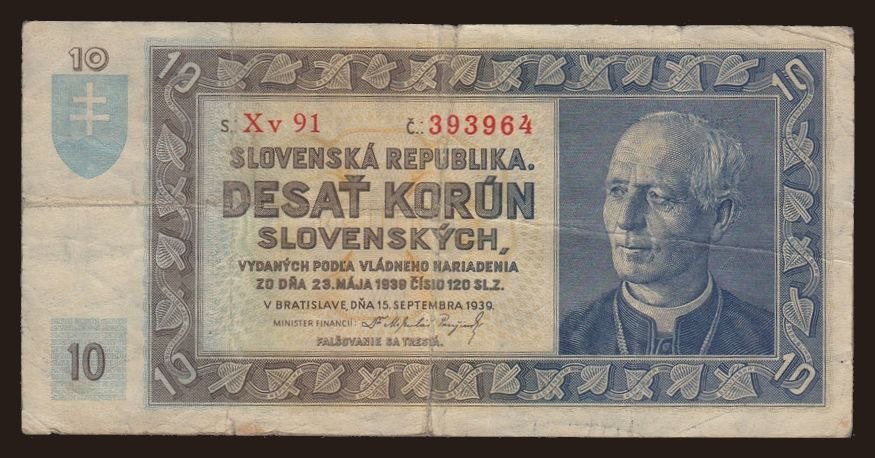 10
10
10
S.: Xv 91 Č.: 393964
SLOVENSKÁ REPUBLIKA.
DESAŤ KORÚN
SLOVENSKÝCH,
VYDANÝCH PODĽA VLÁDNEHO NARIADENIA
ZO DŇA 23. MÁJA 1939 ČÍSLO 120 SL.Z.
V BRATISLAVE, DŇA 15. SEPTEMBRA 1939.
MINISTER FINANCIÍ:
FALŠOVANIE SA TRESTÁ.
10
10
10